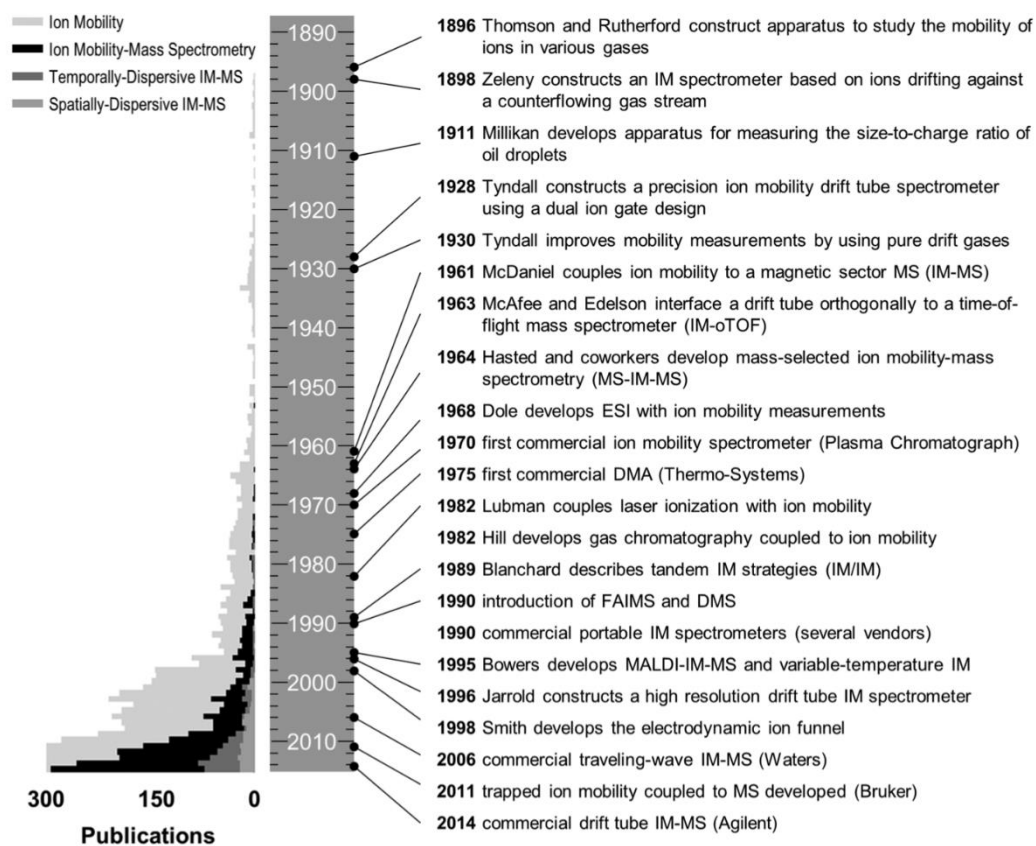 Ion Mobility
Ion Mobility-Mass Spectrometry
Temporally-Dispersive IM-MS
Spatially-Dispersive IM-MS
1890
1900
1910
1920
1930
1940
1950
1960
1970
1980
1990
2000
2010
300 150 0
Publications
1896 Thomson and Rutherford construct apparatus to study the mobility of
ions in various gases
1898 Zeleny constructs an IM spectrometer based on ions drifting against
a counterflowing gas stream
1911 Millikan develops apparatus for measuring the size-to-charge ratio of
oil droplets
1928 Tyndall constructs a precision ion mobility drift tube spectrometer
using a dual ion gate design
1930 Tyndall improves mobility measurements by using pure drift gases
1961 McDaniel couples ion mobility to a magnetic sector MS (IM-MS)
1963 McAfee and Edelson interface a drift tube orthogonally to a time-of-
flight mass spectrometer (IM-oTOF)
1964 Hasted and coworkers develop mass-selected ion mobility-mass
spectrometry (MS-IM-MS)
1968 Dole develops ESI with ion mobility measurements
1970 first commercial ion mobility spectrometer (Plasma Chromatograph)
1975 first commercial DMA (Thermo-Systems)
1982 Lubman couples laser ionization with ion mobility
1982 Hill develops gas chromatography coupled to ion mobility
1989 Blanchard describes tandem IM strategies (IM/IM)
1990 introduction of FAIMS and DMS
1990 commercial portable IM spectrometers (several vendors)
1995 Bowers develops MALDI-IM-MS and variable-temperature IM
1996 Jarrold constructs a high resolution drift tube IM spectrometer
1998 Smith develops the electrodynamic ion funnel
2006 commercial traveling-wave IM-MS (Waters)
2011 trapped ion mobility coupled to MS developed (Bruker)
2014 commercial drift tube IM-MS (Agilent)